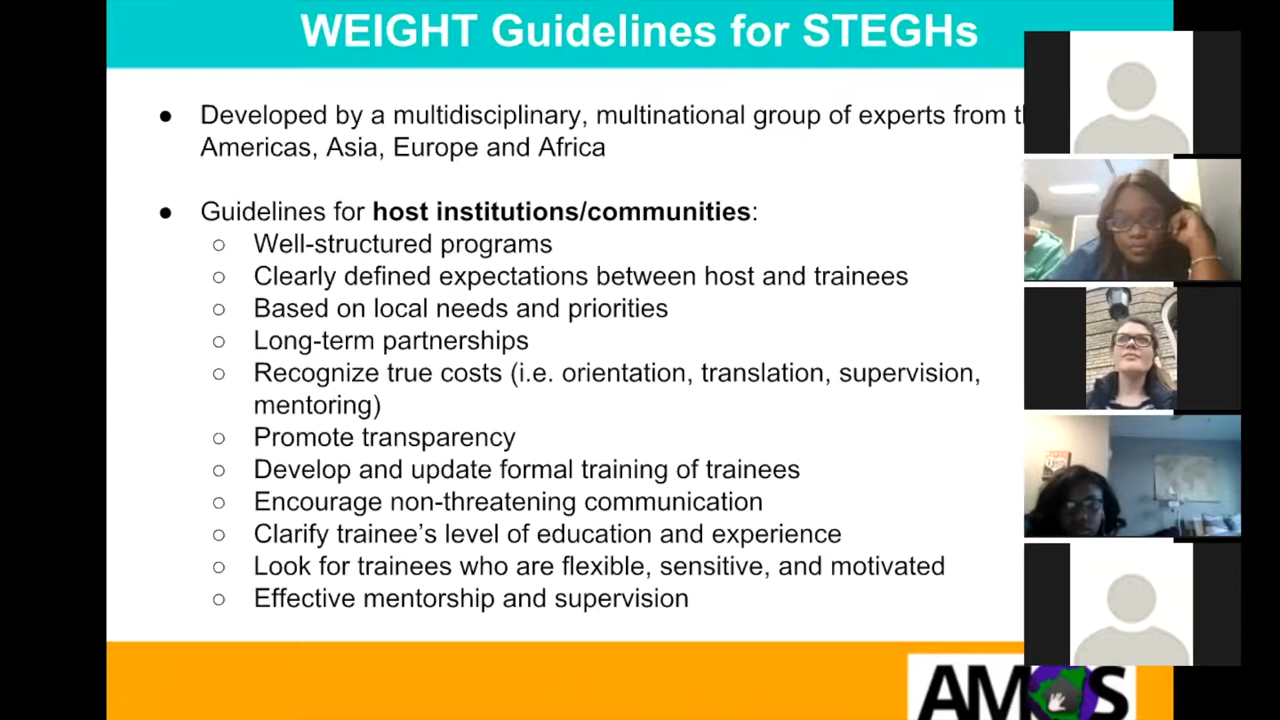 WEIGHT Guidelines for STEGHs
● Developed by a multidisciplinary, multinational group of experts from
Americas, Asia, Europe and Africa
● Guidelines for host institutions/communities:
○ Well-structured programs
○ Clearly defined expectations between host and trainees
○ Based on local needs and priorities
○ Long-term partnerships
○ Recognize true costs (i.e. orientation, translation, supervision,
mentoring)
○ Promote transparency
○ Develop and update formal training of trainees
○ Encourage non-threatening communication
○ Clarify trainee’s level of education and experience
○ Look for trainees who are flexible, sensitive, and motivated
○ Effective mentorship and supervision
AMOS